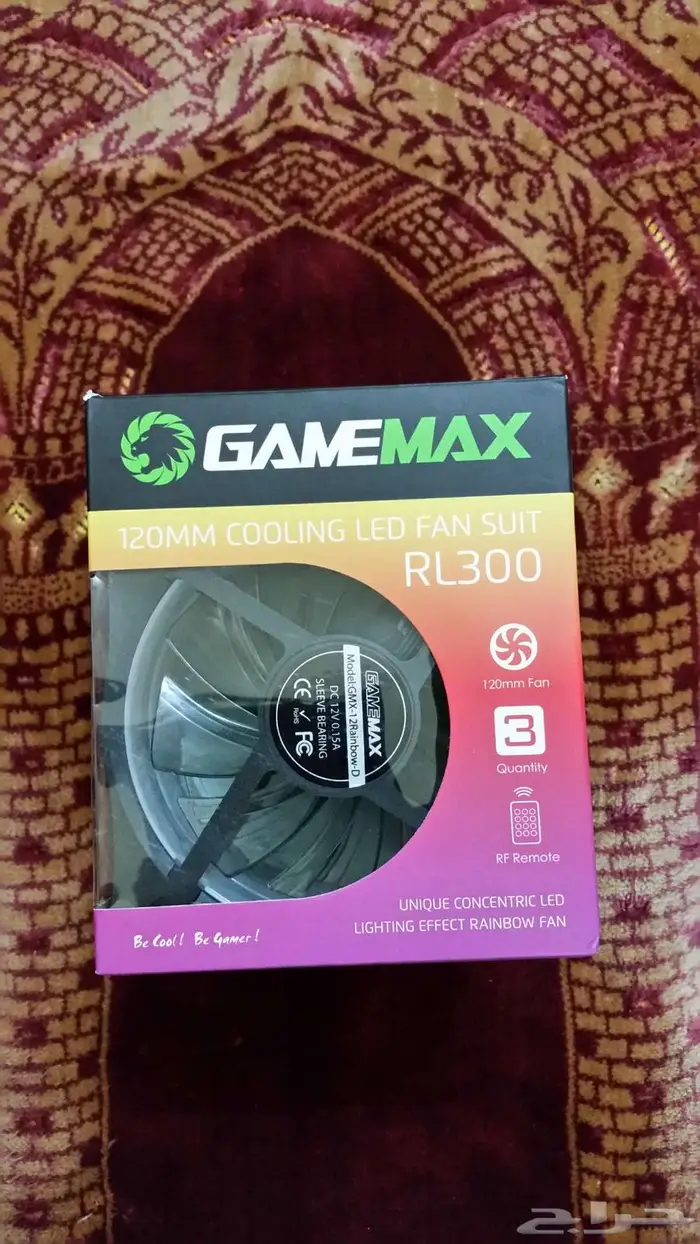 GAMEMAX
120MM COOLING LED FAN SUIT
RL300
GAMEMAX
Model:GMX-12Rainbow-D
DC 12V 0.15A
SLEEVE BEARING
CE RoHS FC
120mm Fan
3
Quantity
RF Remote
UNIQUE CONCENTRIC LED
LIGHTING EFFECT RAINBOW FAN
Be Cool! Be Gamer!
حراج